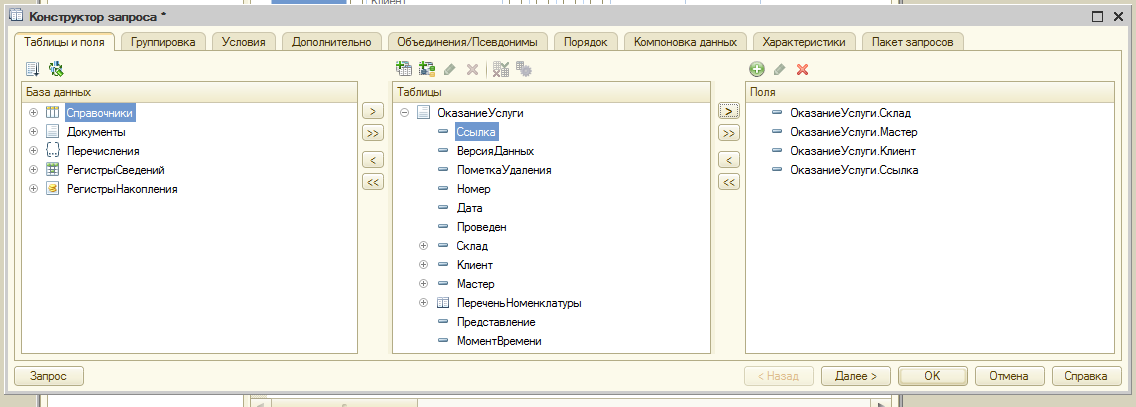 Клиент
Конструктор запроса *
Таблицы и поля
Группировка
Условия
Дополнительно
Объединения/Псевдонимы
Порядок
Компоновка данных
Характеристики
Пакет запросов
База данных
Справочники
Документы
Перечисления
РегистрыСведений
РегистрыНакопления
>
>>
<
<<
Таблицы
ОказаниеУслуги
Ссылка
ВерсияДанных
ПометкаУдаления
Номер
Дата
Проведен
Склад
Клиент
Мастер
ПереченьНоменклатуры
Представление
МоментВремени
>
>>
<
<<
Поля
ОказаниеУслуги.Склад
ОказаниеУслуги.Мастер
ОказаниеУслуги.Клиент
ОказаниеУслуги.Ссылка
Запрос
< Назад
Далее >
ОК
Отмена
Справка